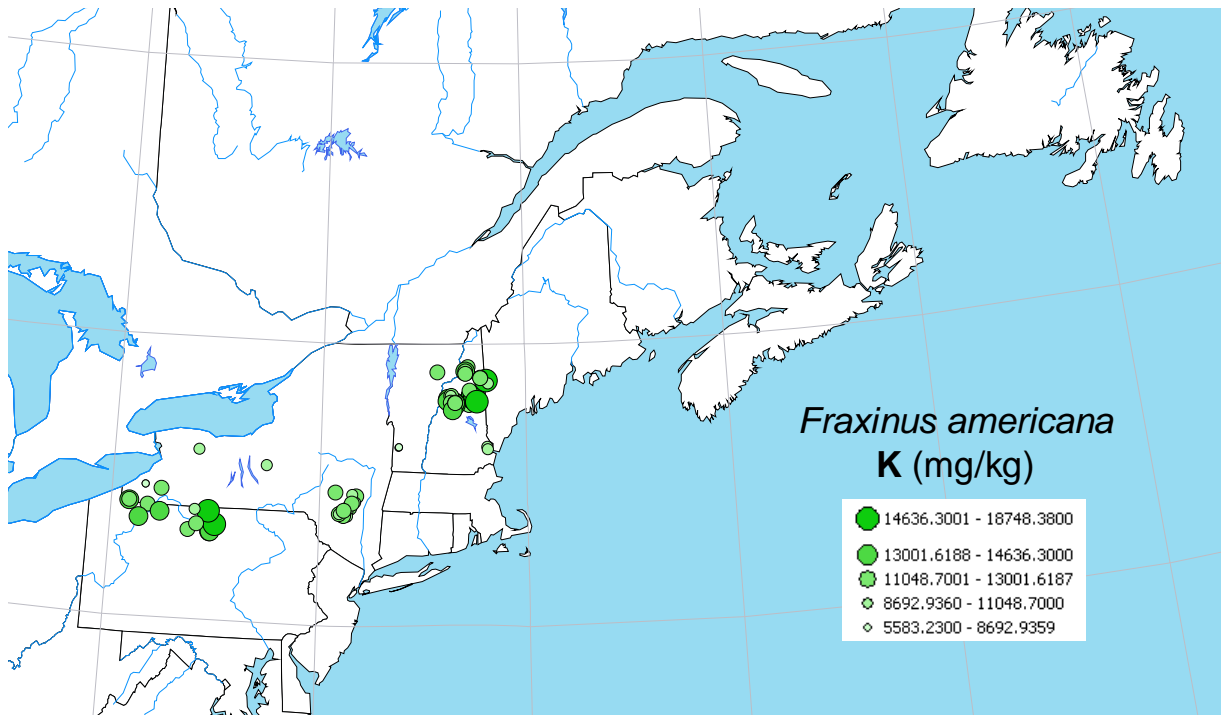 Fraxinus americana
K (mg/kg)
14636.3001 - 18748.3800
13001.6188 - 14636.3000
11048.7001 - 13001.6187
8692.9360 - 11048.7000
5583.2300 - 8692.9359